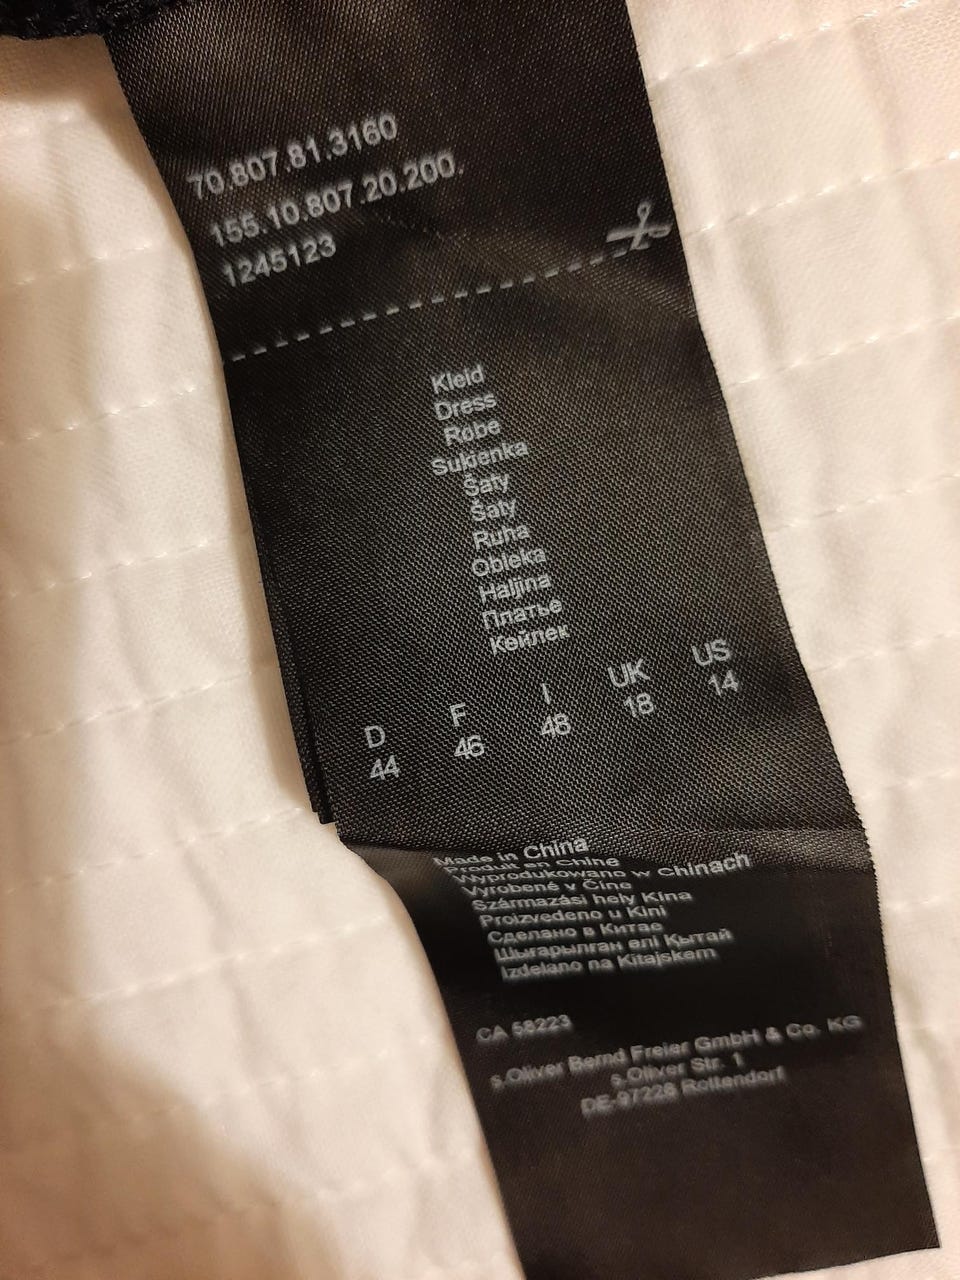 70.807.81.3160
155.10.807.20.200.
1245123
Kleid
Dress
Robe
Sukienka
Šaty
Šaty
Ruha
Obleka
Haljina
Платье
Көйлек
D F I UK US
44 46 48 18 14
Made in China
Produit en Chine
Wyprodukowano w Chinach
Vyrobené v Číne
Származási hely Kína
Proizvedeno u Kini
Сделано в Китае
Шығарылған елі Қытай
Izdelano na Kitajskem
CA 58223
s.Oliver Bernd Freier GmbH & Co. KG
s.Oliver Str. 1
DE-97228 Rottendorf